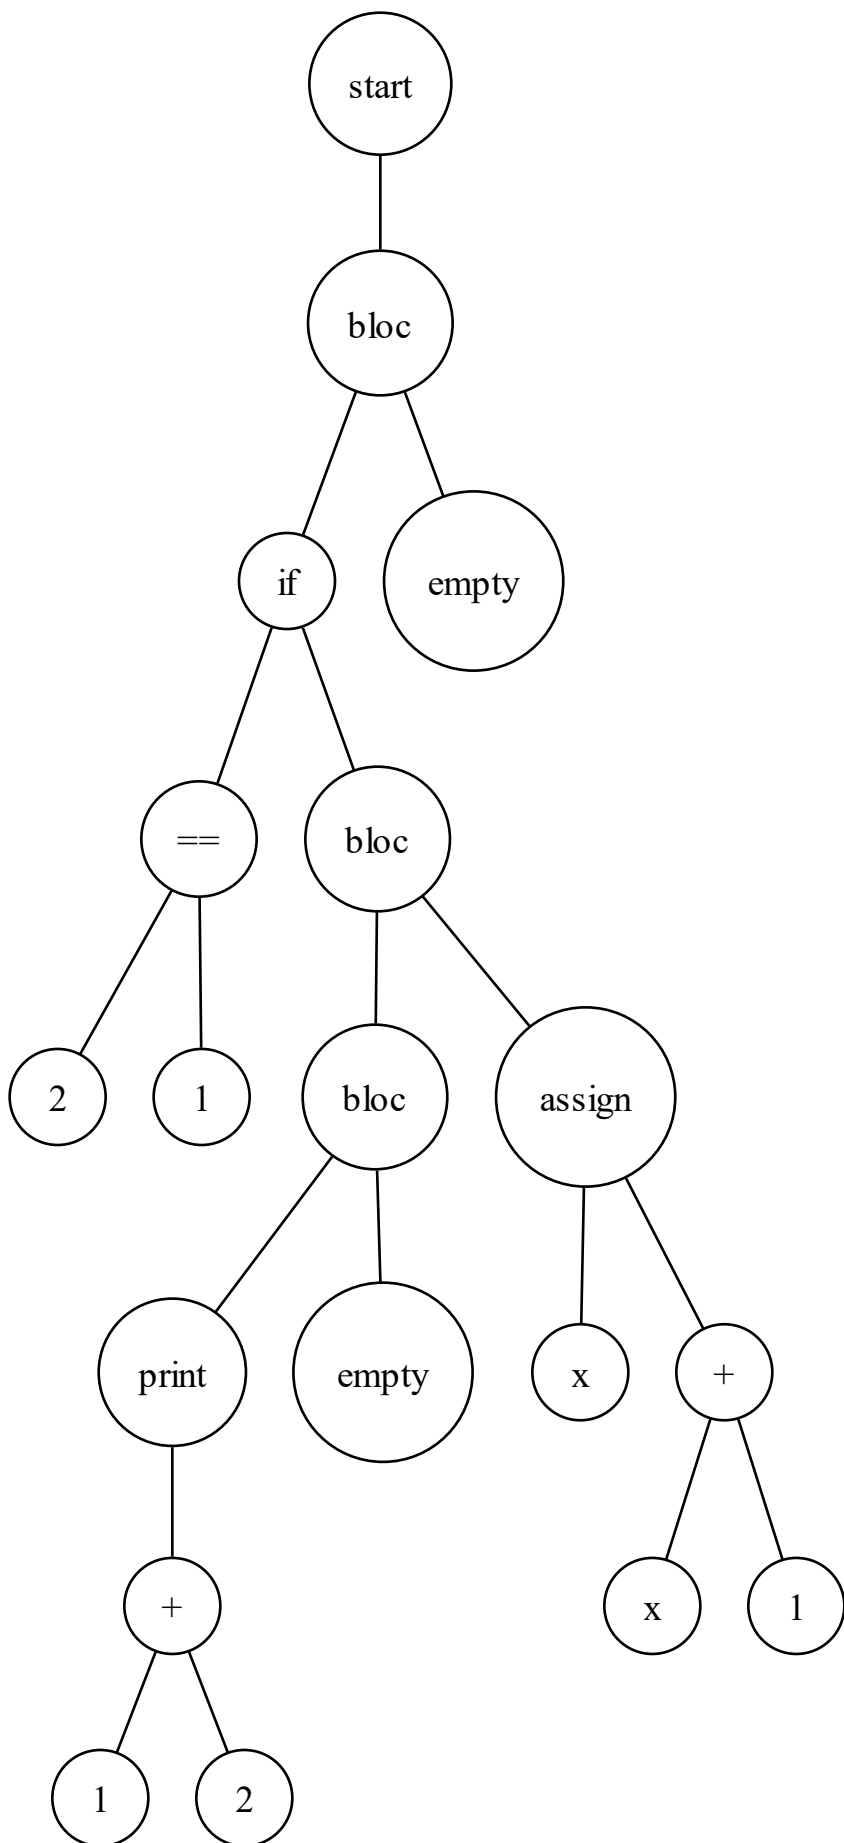 start
bloc
if
empty
==
bloc
2
1
bloc
assign
print
empty
x
+
+
x
1
1
2